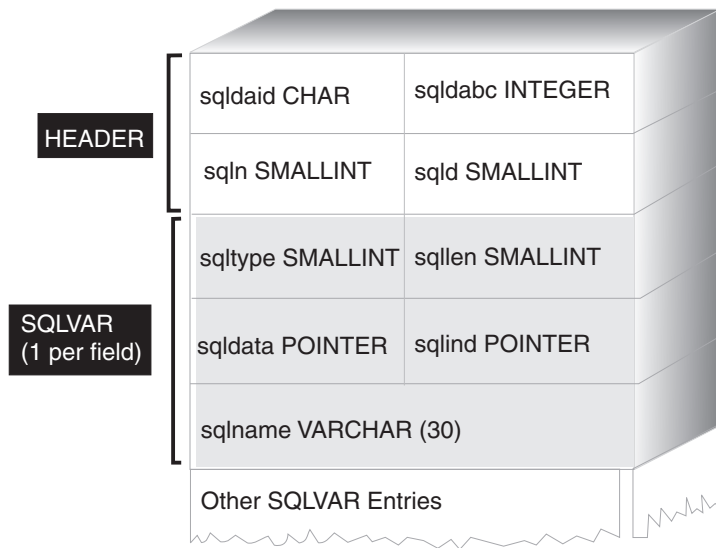 HEADER
sqldaid CHAR
sqldabc INTEGER
sqln SMALLINT
sqld SMALLINT
SQLVAR
(1 per field)
sqltype SMALLINT
sqllen SMALLINT
sqldata POINTER
sqlind POINTER
sqlname VARCHAR (30)
Other SQLVAR Entries